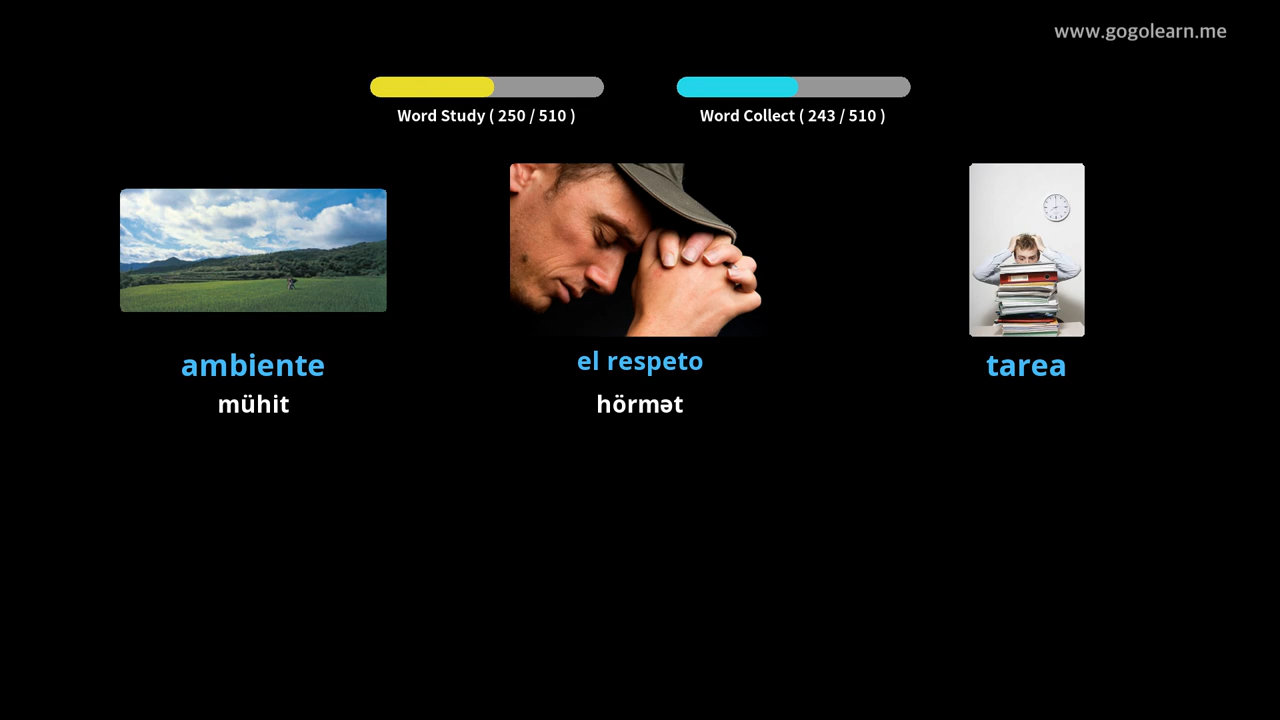 www.gogolearn.me
Word Study ( 250 / 510 )
Word Collect ( 243 / 510 )
ambiente
mühit
el respeto
hörmət
tarea